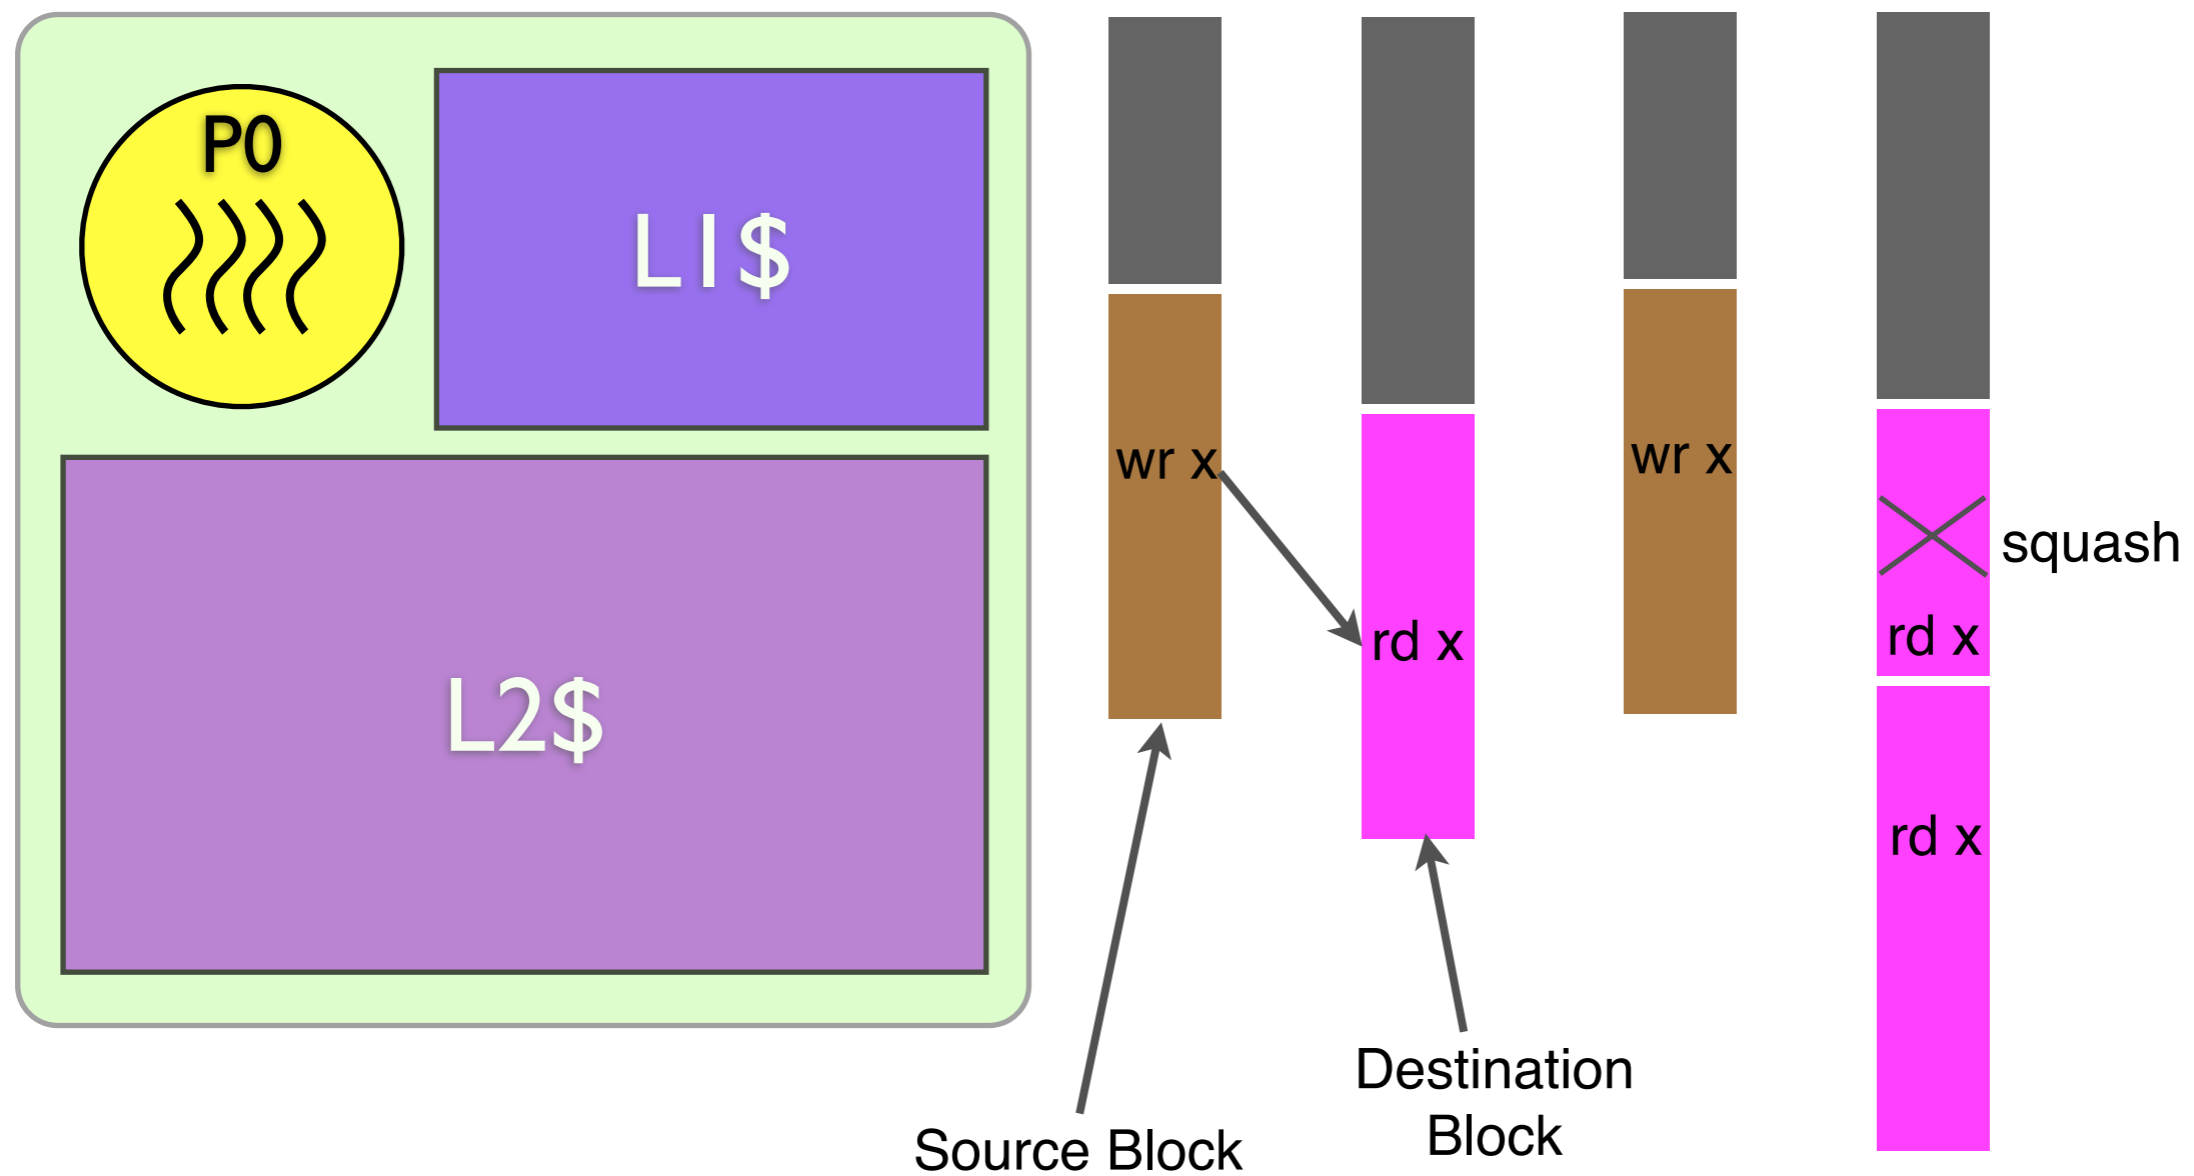 P0
L1$
L2$
wr x
rd x
Source Block
Destination
Block
wr x
squash
rd x
rd x